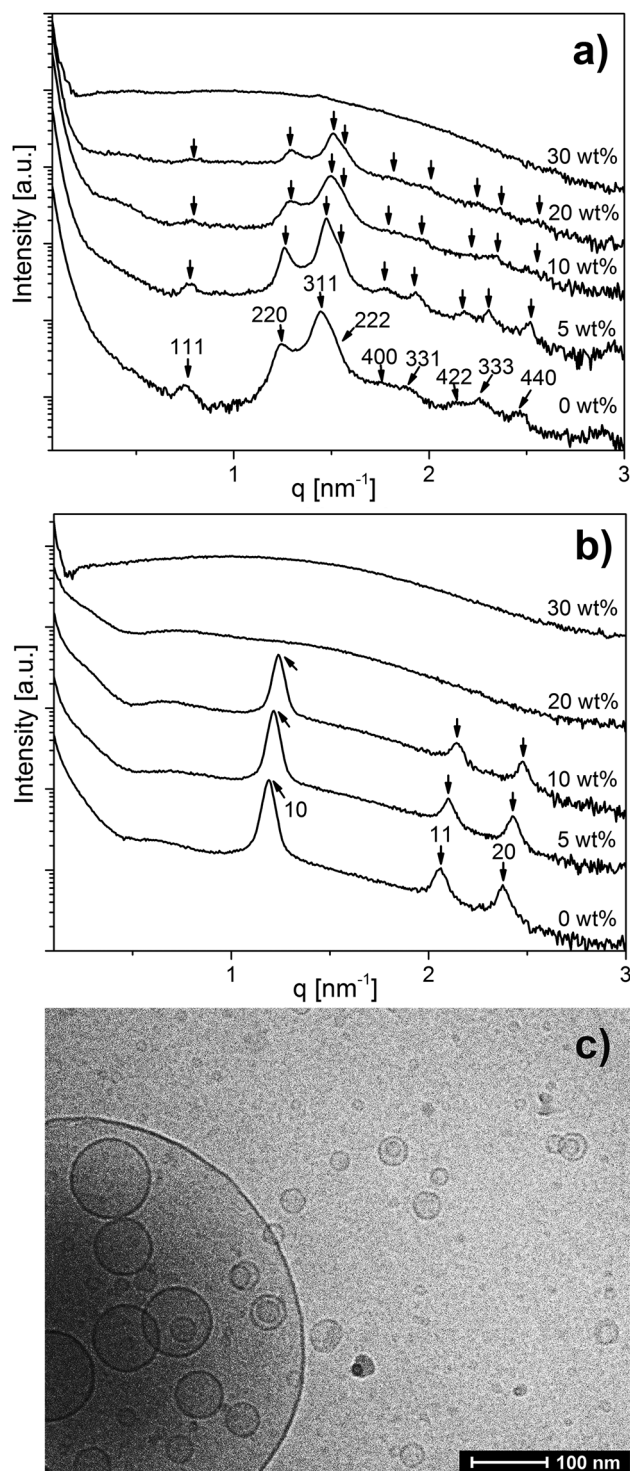 a)
Intensity [a.u.]
30 wt%
20 wt%
10 wt%
5 wt%
311
220
222
111
400
331
422
333
440
0 wt%
1
2
3
q [nm⁻¹]
b)
Intensity [a.u.]
30 wt%
20 wt%
10 wt%
5 wt%
10
11
20
0 wt%
1
2
3
q [nm⁻¹]
c)
100 nm